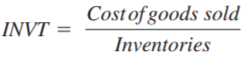 INVT = Cost of goods sold
Inventories